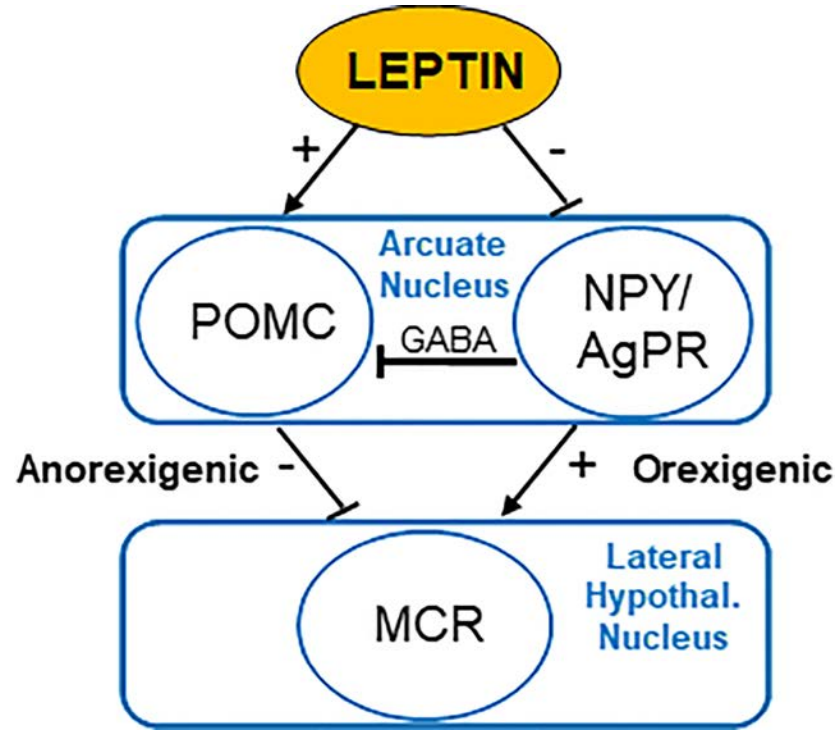 LEPTIN
+
-
Arcuate
Nucleus
POMC
GABA
NPY/
AgPR
Anorexigenic -
+ Orexigenic
MCR
Lateral
Hypothal.
Nucleus